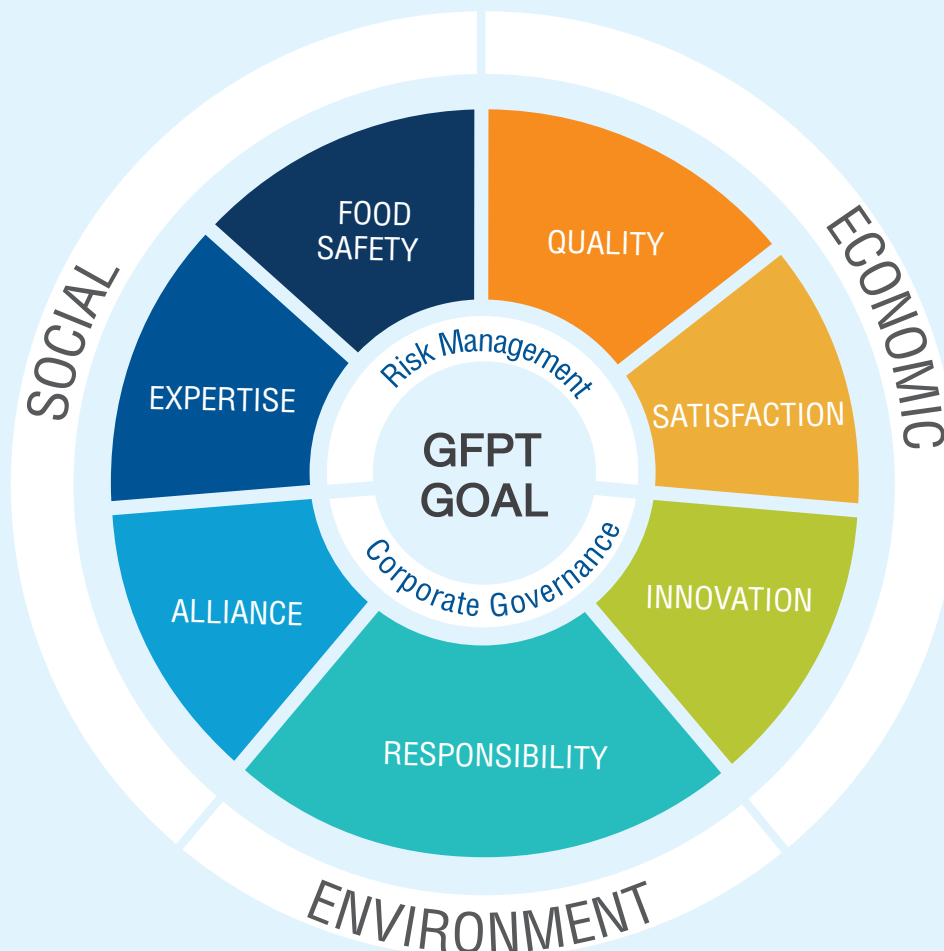 SOCIAL
ECONOMIC
ENVIRONMENT
FOOD
SAFETY
QUALITY
EXPERTISE
SATISFACTION
ALLIANCE
INNOVATION
RESPONSIBILITY
Risk Management
GFPT
GOAL
Corporate Governance